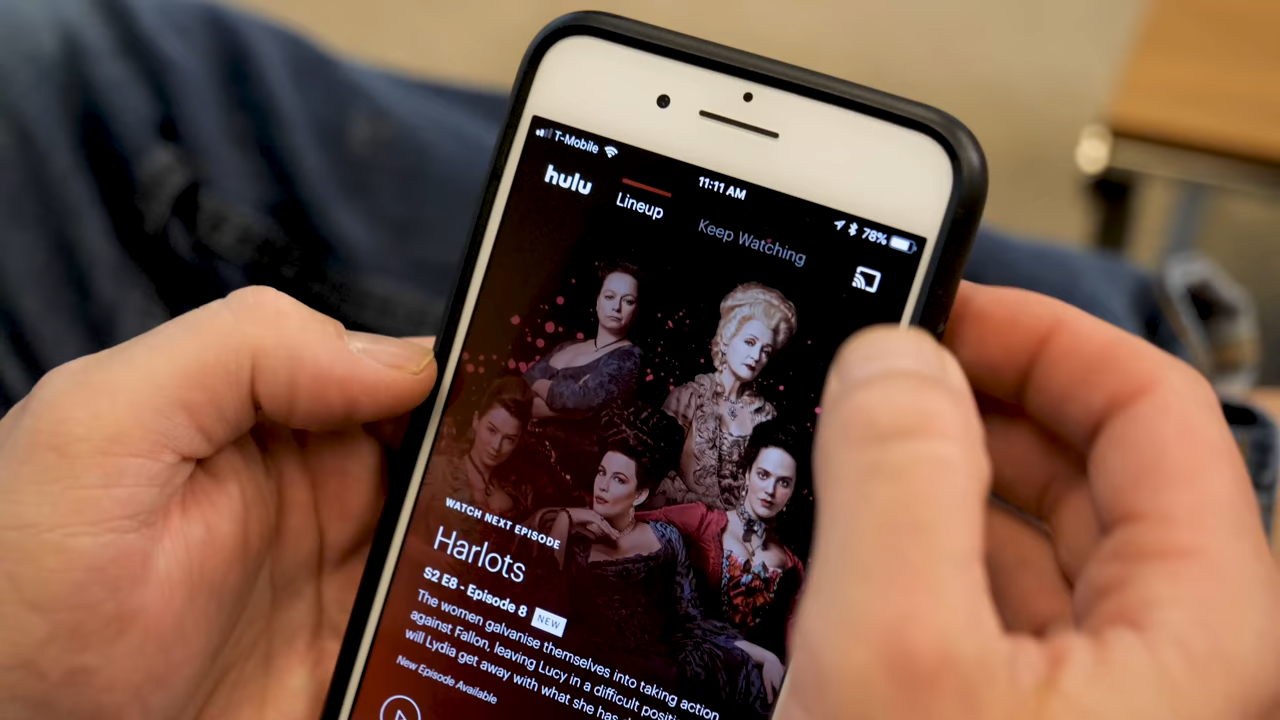 T-Mobile
11:11 AM
78%
hulu
Lineup
Keep Watching
WATCH NEXT EPISODE
Harlots
S2 E8 - Episode 8 NEW
The women galvanise themselves into taking action
against Fallon, leaving Lucy in a difficult
will Lydia get away with what she has
New Episode Available